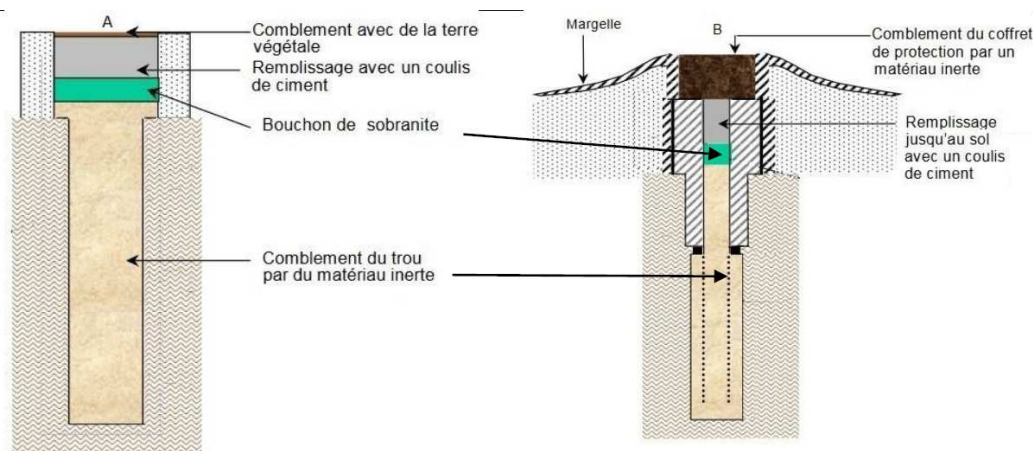 A
Comblement avec de la terre
végétale
Remplissage avec un coulis
de ciment
Bouchon de sobranite
Comblement du trou
par du matériau inerte
Margelle
B
Comblement du coffret
de protection par un
matériau inerte
Remplissage
jusqu'au sol
avec un coulis
de ciment